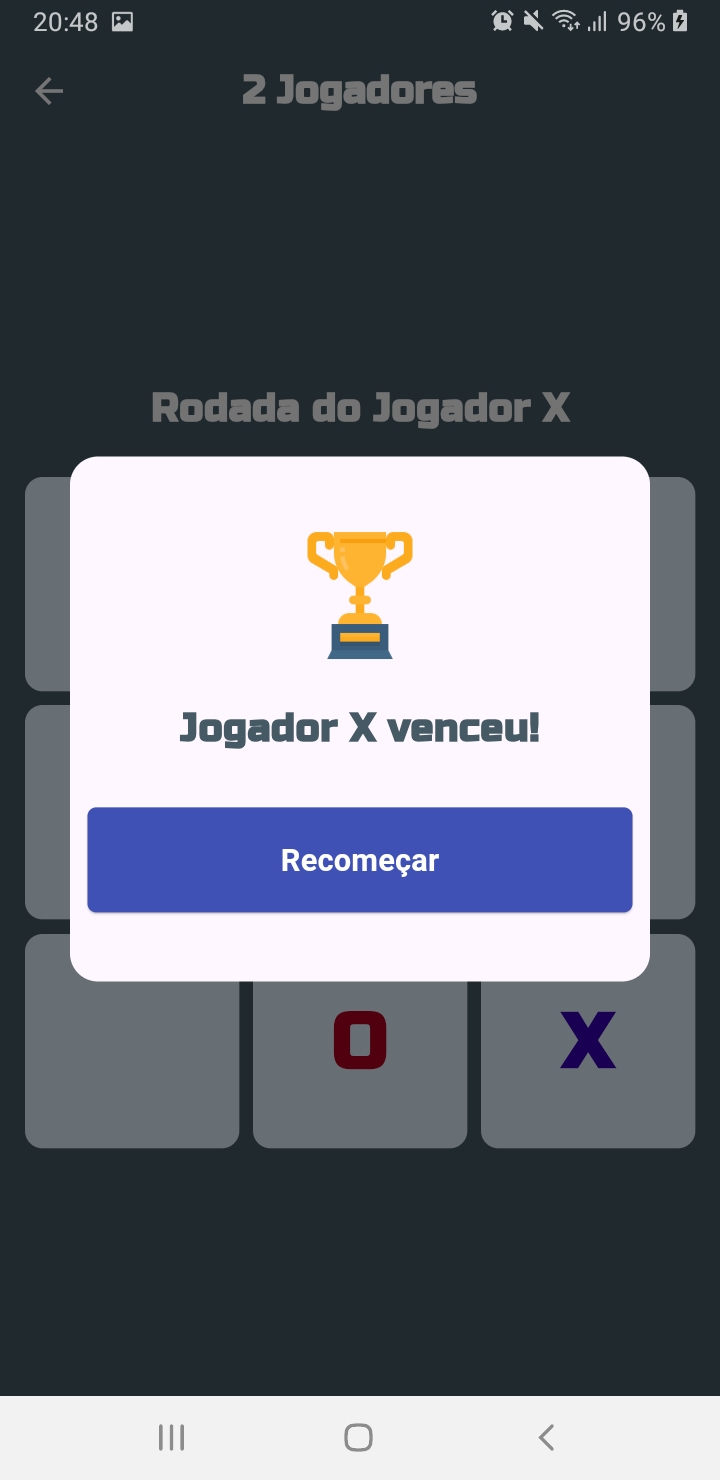 20:48 96%
2 Jogadores
Rodada do Jogador X
Jogador X venceu!
Recomeçar
O X